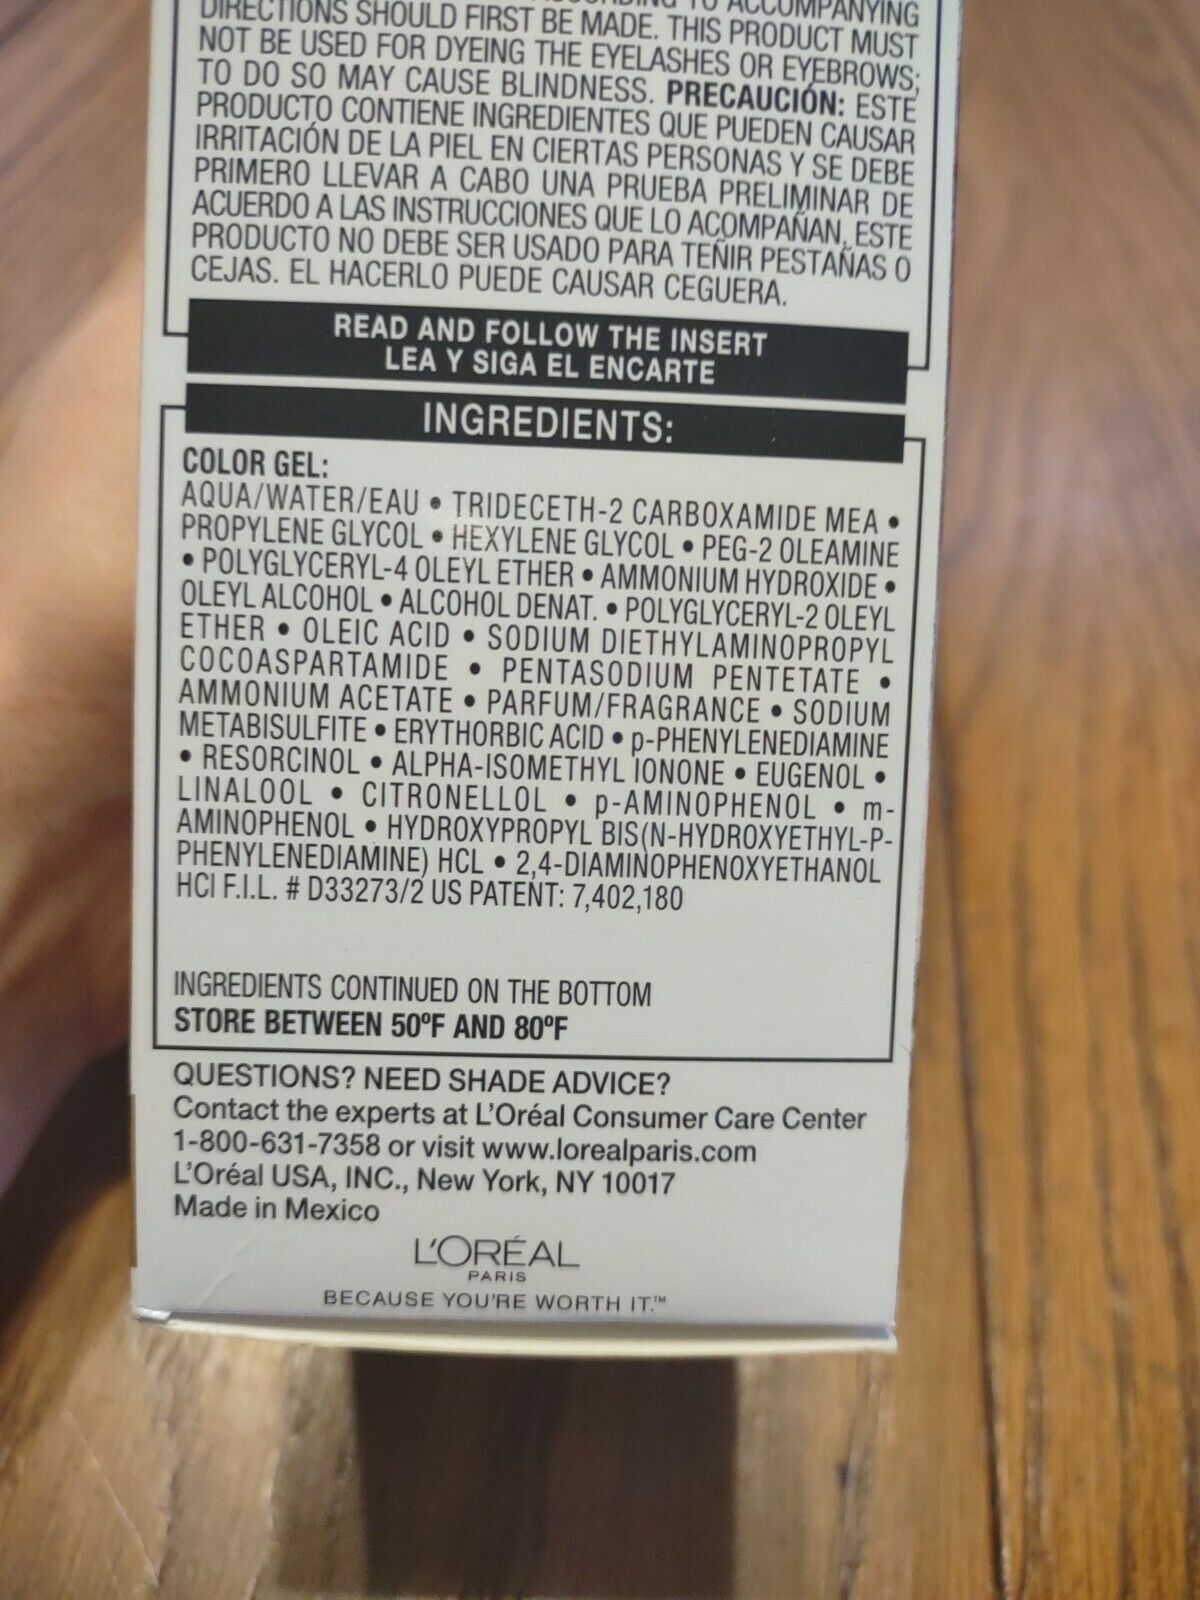 ACCORDING TO ACCOMPANYING
DIRECTIONS SHOULD FIRST BE MADE. THIS PRODUCT MUST
NOT BE USED FOR DYEING THE EYELASHES OR EYEBROWS;
TO DO SO MAY CAUSE BLINDNESS. PRECAUCIÓN: ESTE
PRODUCTO CONTIENE INGREDIENTES QUE PUEDEN CAUSAR
IRRITACIÓN DE LA PIEL EN CIERTAS PERSONAS Y SE DEBE
PRIMERO LLEVAR A CABO UNA PRUEBA PRELIMINAR DE
ACUERDO A LAS INSTRUCCIONES QUE LO ACOMPAÑAN, ESTE
PRODUCTO NO DEBE SER USADO PARA TEÑIR PESTAÑAS O
CEJAS. EL HACERLO PUEDE CAUSAR CEGUERA.
READ AND FOLLOW THE INSERT
LEA Y SIGA EL ENCARTE
INGREDIENTS:
COLOR GEL:
AQUA/WATER/EAU • TRIDECETH-2 CARBOXAMIDE MEA •
PROPYLENE GLYCOL • HEXYLENE GLYCOL • PEG-2 OLEAMINE
• POLYGLYCERYL-4 OLEYL ETHER • AMMONIUM HYDROXIDE •
OLEYL ALCOHOL • ALCOHOL DENAT. • POLYGLYCERYL-2 OLEYL
ETHER • OLEIC ACID • SODIUM DIETHYLAMINOPROPYL
COCOASPARTAMIDE • PENTASODIUM PENTETATE •
AMMONIUM ACETATE • PARFUM/FRAGRANCE • SODIUM
METABISULFITE • ERYTHORBIC ACID • p-PHENYLENEDIAMINE
• RESORCINOL • ALPHA-ISOMETHYL IONONE • EUGENOL •
LINALOOL • CITRONELLOL • p-AMINOPHENOL • m-
AMINOPHENOL • HYDROXYPROPYL BIS(N-HYDROXYETHYL-P-
PHENYLENEDIAMINE) HCL • 2,4-DIAMINOPHENOXYETHANOL
HCl F.I.L. # D33273/2 US PATENT: 7,402,180
INGREDIENTS CONTINUED ON THE BOTTOM
STORE BETWEEN 50ºF AND 80ºF
QUESTIONS? NEED SHADE ADVICE?
Contact the experts at L'Oréal Consumer Care Center
1-800-631-7358 or visit www.lorealparis.com
L'Oréal USA, INC., New York, NY 10017
Made in Mexico
L'ORÉAL
PARIS
BECAUSE YOU'RE WORTH IT.™